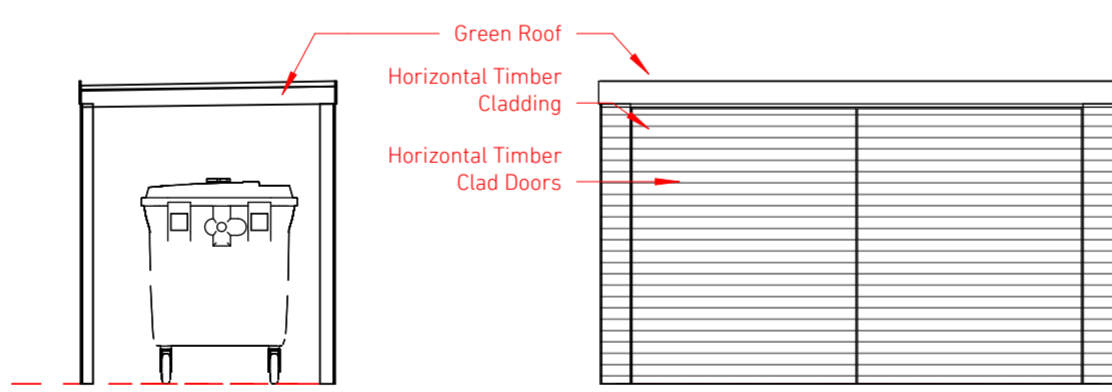 Green Roof
Horizontal Timber
Cladding
Horizontal Timber
Clad Doors